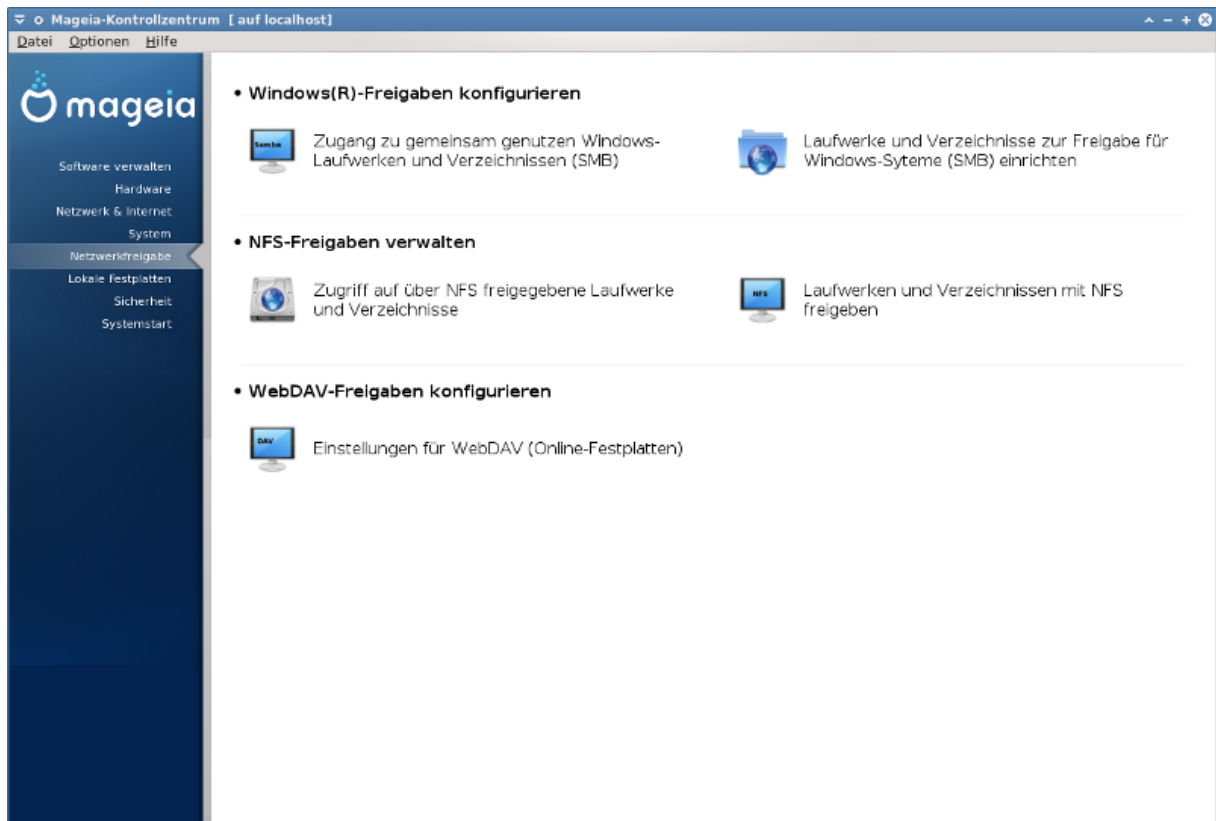 Mageia-Kontrollzentrum [ auf localhost]
Datei Optionen Hilfe
mageia
Software verwalten
Hardware
Netzwerk & Internet
System
Netzwerkfreigabe
Lokale Festplatten
Sicherheit
Systemstart
• Windows(R)-Freigaben konfigurieren
Samba
Zugang zu gemeinsam genutzen Windows-
Laufwerken und Verzeichnissen (SMB)
Laufwerke und Verzeichnisse zur Freigabe für
Windows-Syteme (SMB) einrichten
• NFS-Freigaben verwalten
Zugriff auf über NFS freigegebene Laufwerke
und Verzeichnisse
NFS
Laufwerken und Verzeichnissen mit NFS
freigeben
• WebDAV-Freigaben konfigurieren
DAV
Einstellungen für WebDAV (Online-Festplatten)